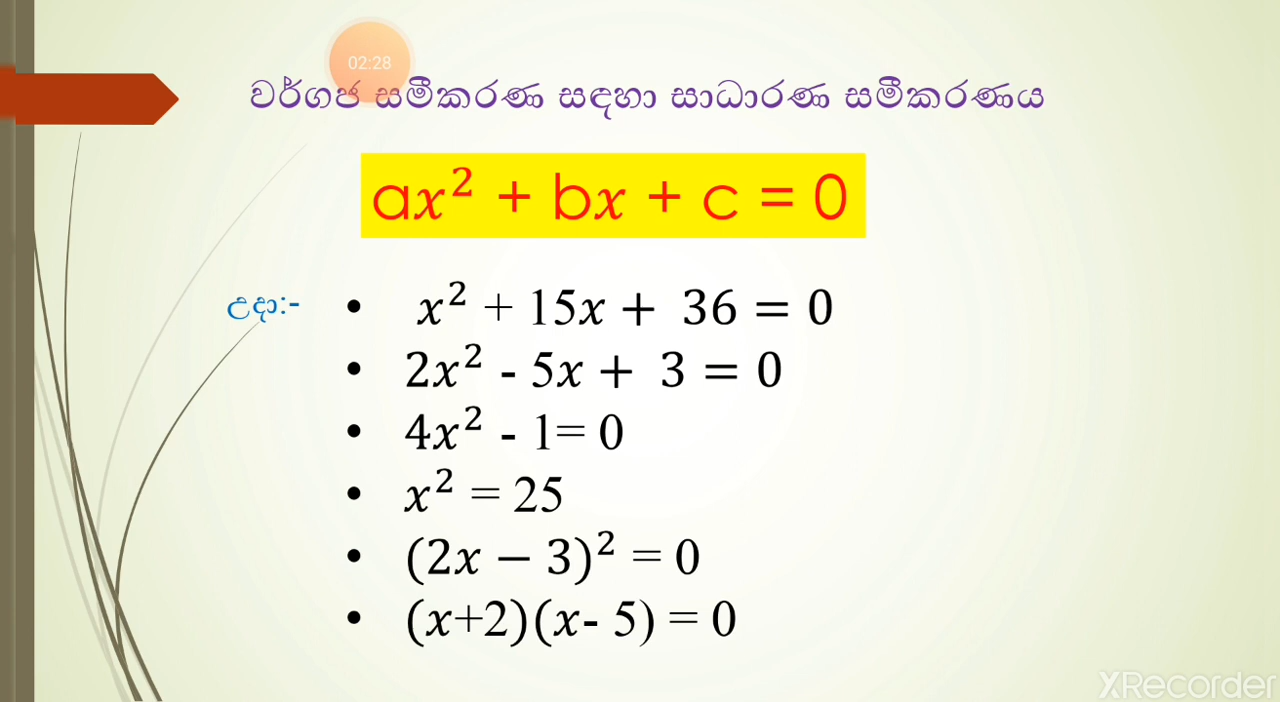 02:28
වර්ගජ සමීකරණ සඳහා සාධාරණ සමීකරණය
ax² + bx + c = 0
උදා:- • x² + 15x + 36 = 0
• 2x² - 5x + 3 = 0
• 4x² - 1= 0
• x² = 25
• (2x − 3)² = 0
• (x+2)(x- 5) = 0
XRecorder